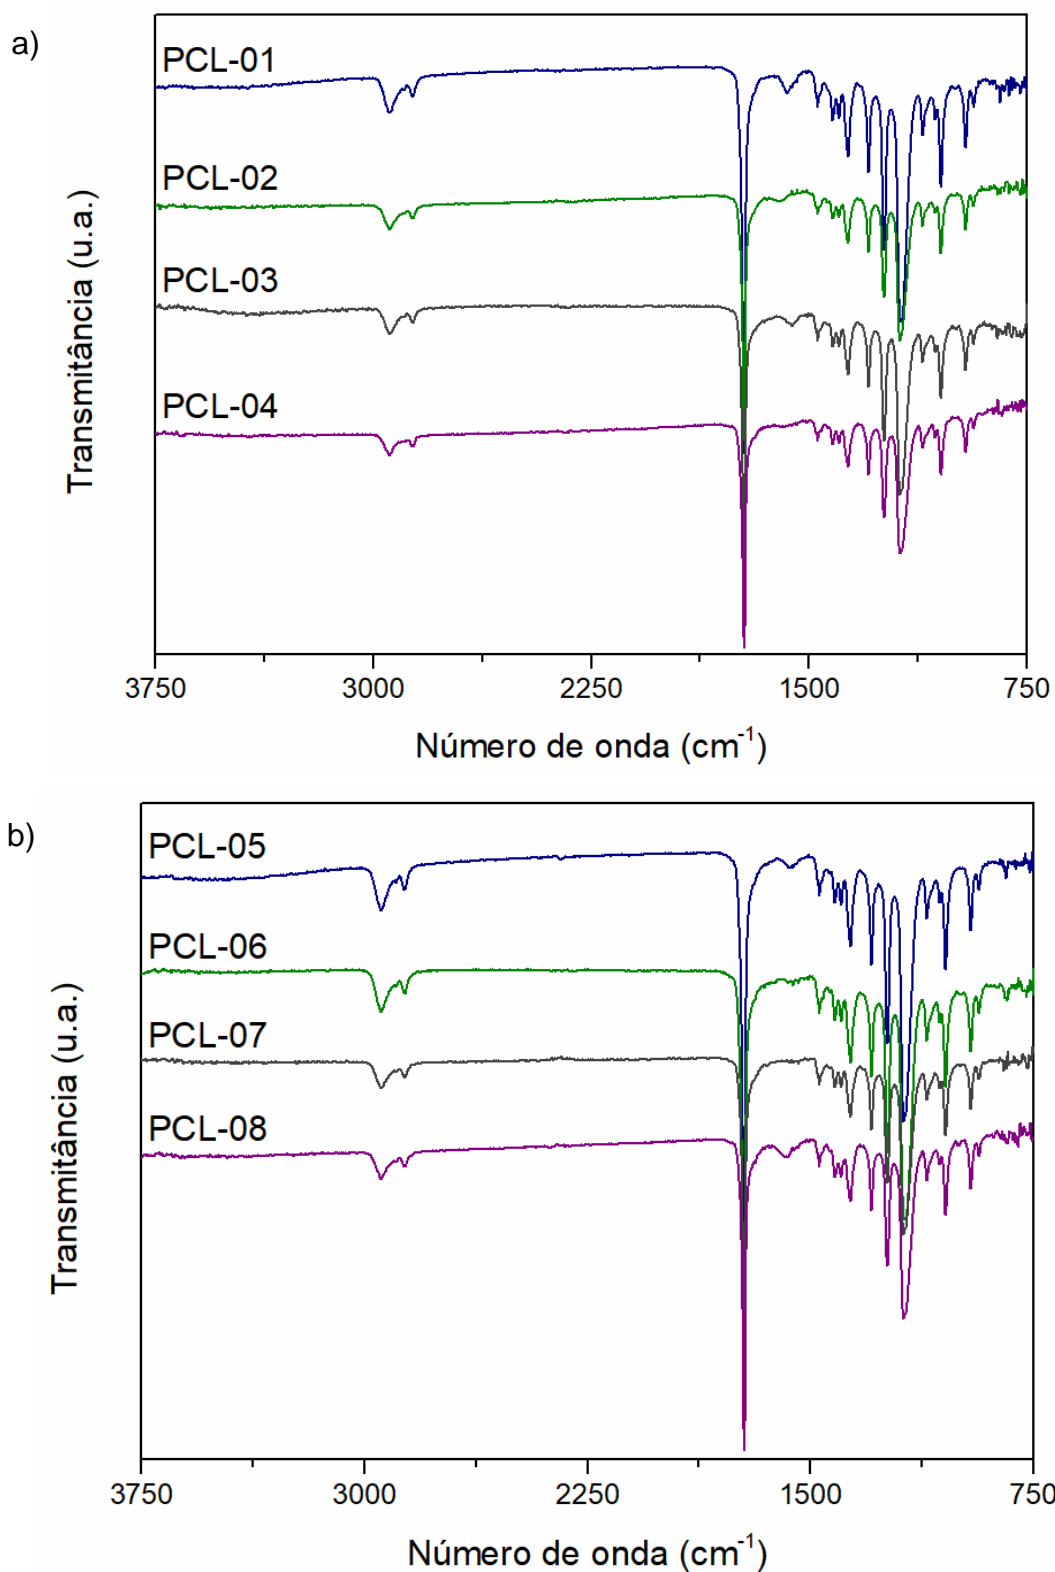 a)
PCL-01
PCL-02
PCL-03
PCL-04
Transmitância (u.a.)
3750 3000 2250 1500 750
Número de onda (cm⁻¹)
b)
PCL-05
PCL-06
PCL-07
PCL-08
Transmitância (u.a.)
3750 3000 2250 1500 750
Número de onda (cm⁻¹)